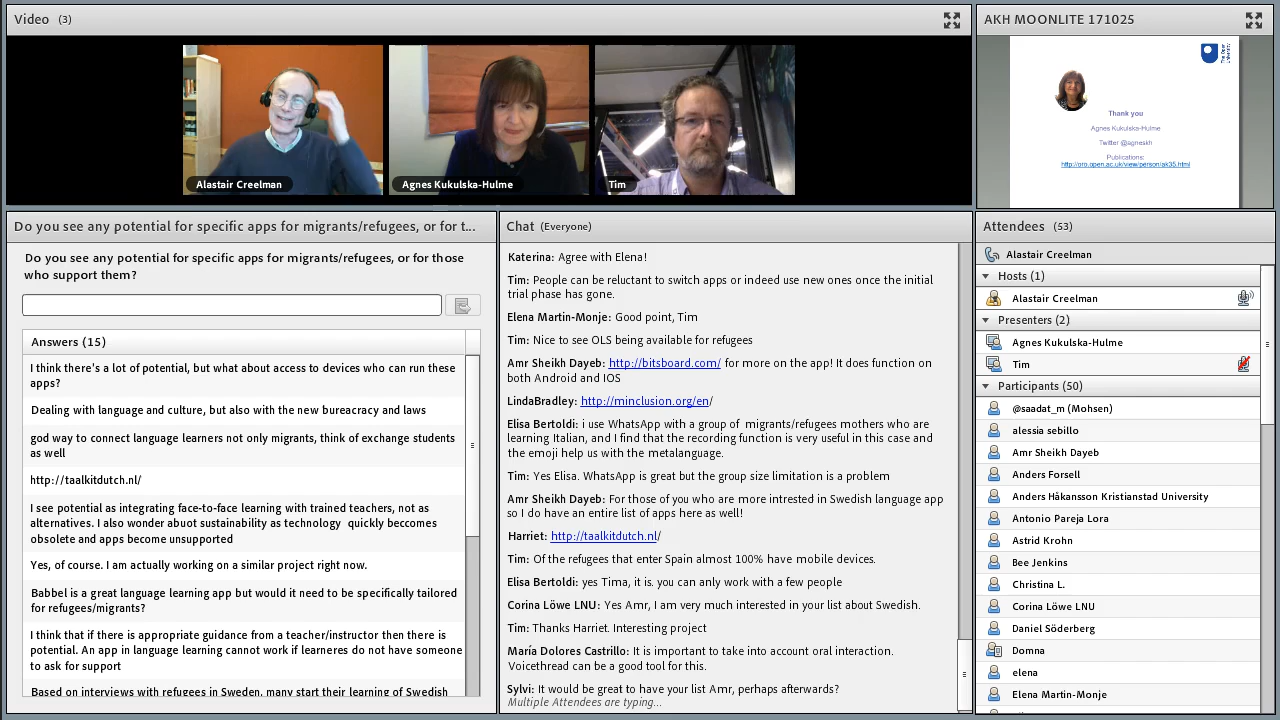 Video (3)
Alastair Creelman
Agnes Kukulska-Hulme
Tim
AKH MOONLITE 171025
The Open
University
Thank you
Agnes Kukulska-Hulme
Twitter @agneskh
Publications:
http://oro.open.ac.uk/view/person/ak35.html
Do you see any potential for specific apps for migrants/refugees, or for t...
Do you see any potential for specific apps for migrants/refugees, or for those
who support them?
Answers (15)
I think there's a lot of potential, but what about access to devices who can run these
apps?
Dealing with language and culture, but also with the new bureacracy and laws
god way to connect language learners not only migrants, think of exchange students
as well
http://taalkitdutch.nl/
I see potential as integrating face-to-face learning with trained teachers, not as
alternatives. I also wonder abuot sustainability as technology quickly beccomes
obsolete and apps become unsupported
Yes, of course. I am actually working on a similar project right now.
Babbel is a great language learning app but would it need to be specifically tailored
for refugees/migrants?
I think that if there is appropriate guidance from a teacher/instructor then there is
potential. An app in language learning cannot work if learneres do not have someone
to ask for support
Based on interviews with refugees in Sweden, many start their learning of Swedish
Chat (Everyone)
Katerina: Agree with Elena!
Tim: People can be reluctant to switch apps or indeed use new ones once the initial
trial phase has gone.
Elena Martin-Monje: Good point, Tim
Tim: Nice to see OLS being available for refugees
Amr Sheikh Dayeb: http://bitsboard.com/ for more on the app! It does function on
both Android and IOS
LindaBradley: http://minclusion.org/en/
Elisa Bertoldi: i use WhatsApp with a group of migrants/refugees mothers who are
learning Italian, and I find that the recording function is very useful in this case and
the emoji help us with the metalanguage.
Tim: Yes Elisa. WhatsApp is great but the group size limitation is a problem
Amr Sheikh Dayeb: For those of you who are more intrested in Swedish language app
so I do have an entire list of apps here as well!
Harriet: http://taalkitdutch.nl/
Tim: Of the refugees that enter Spain almost 100% have mobile devices.
Elisa Bertoldi: yes Tima, it is. you can anly work with a few people
Corina Löwe LNU: Yes Amr, I am very much interested in your list about Swedish.
Tim: Thanks Harriet. Interesting project
María Dolores Castrillo: It is important to take into account oral interaction.
Voicethread can be a good tool for this.
Sylvi: It would be great to have your list Amr, perhaps afterwards?
Multiple Attendees are typing...
Attendees (53)
Alastair Creelman
Hosts (1)
Alastair Creelman
Presenters (2)
Agnes Kukulska-Hulme
Tim
Participants (50)
@saadat_m (Mohsen)
alessia sebillo
Amr Sheikh Dayeb
Anders Forsell
Anders Håkansson Kristianstad University
Antonio Pareja Lora
Astrid Krohn
Bee Jenkins
Christina L.
Corina Löwe LNU
Daniel Söderberg
Domna
elena
Elena Martin-Monje